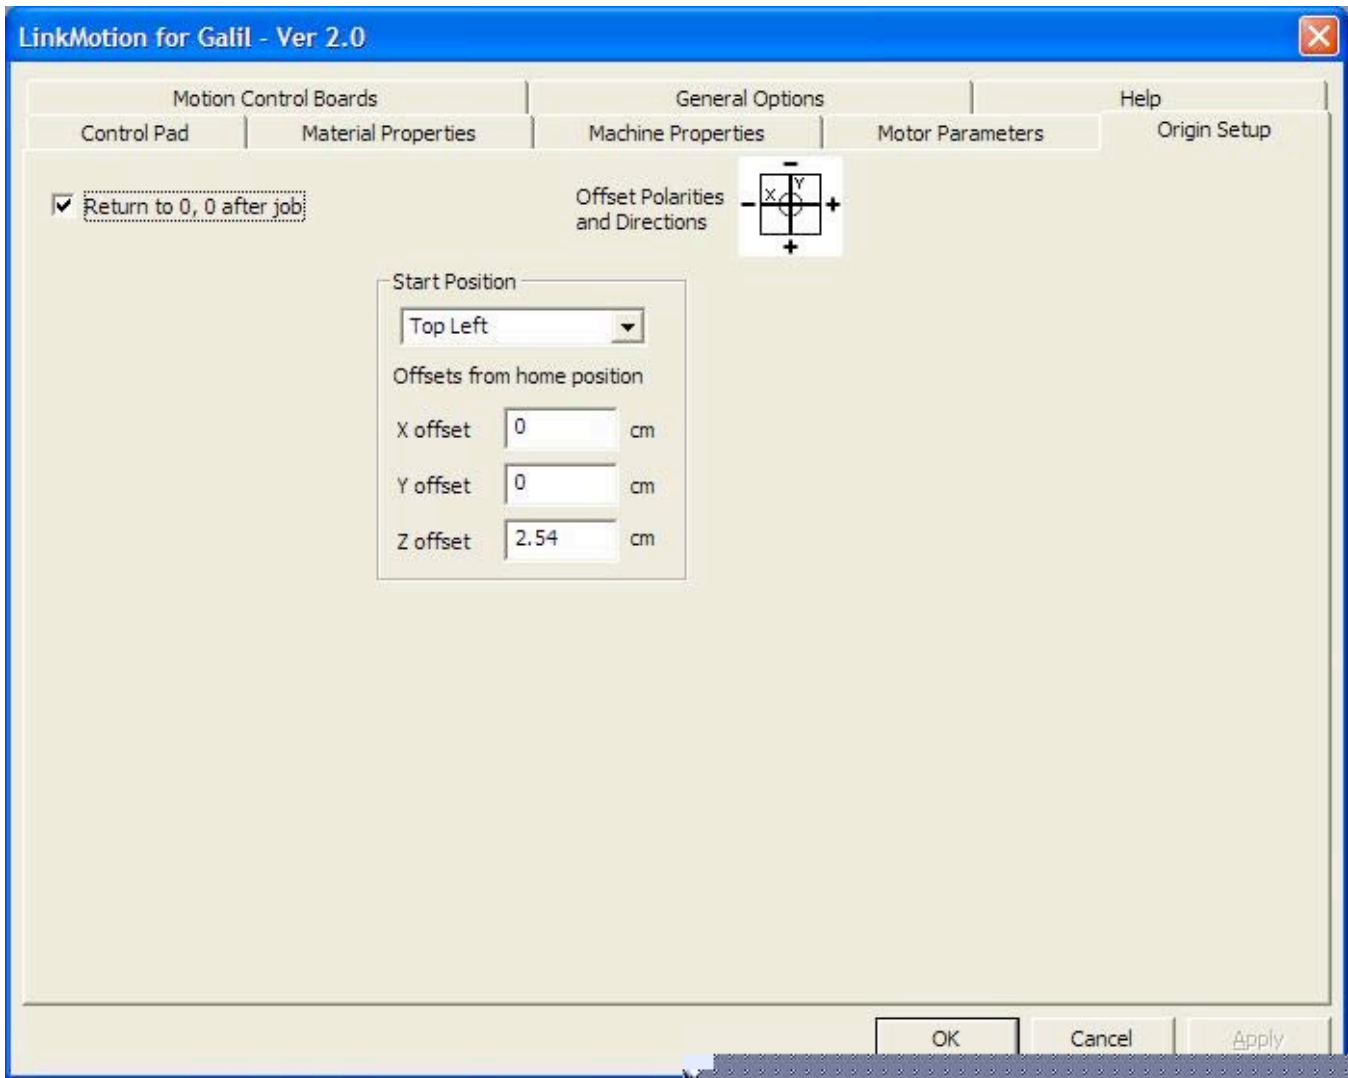 LinkMotion for Galil - Ver 2.0
Motion Control Boards General Options Help
Control Pad Material Properties Machine Properties Motor Parameters Origin Setup
Return to 0, 0 after job
Offset Polarities
and Directions
-
Y
- X +
+
Start Position
Top Left
Offsets from home position
X offset 0 cm
Y offset 0 cm
Z offset 2.54 cm
OK Cancel Apply